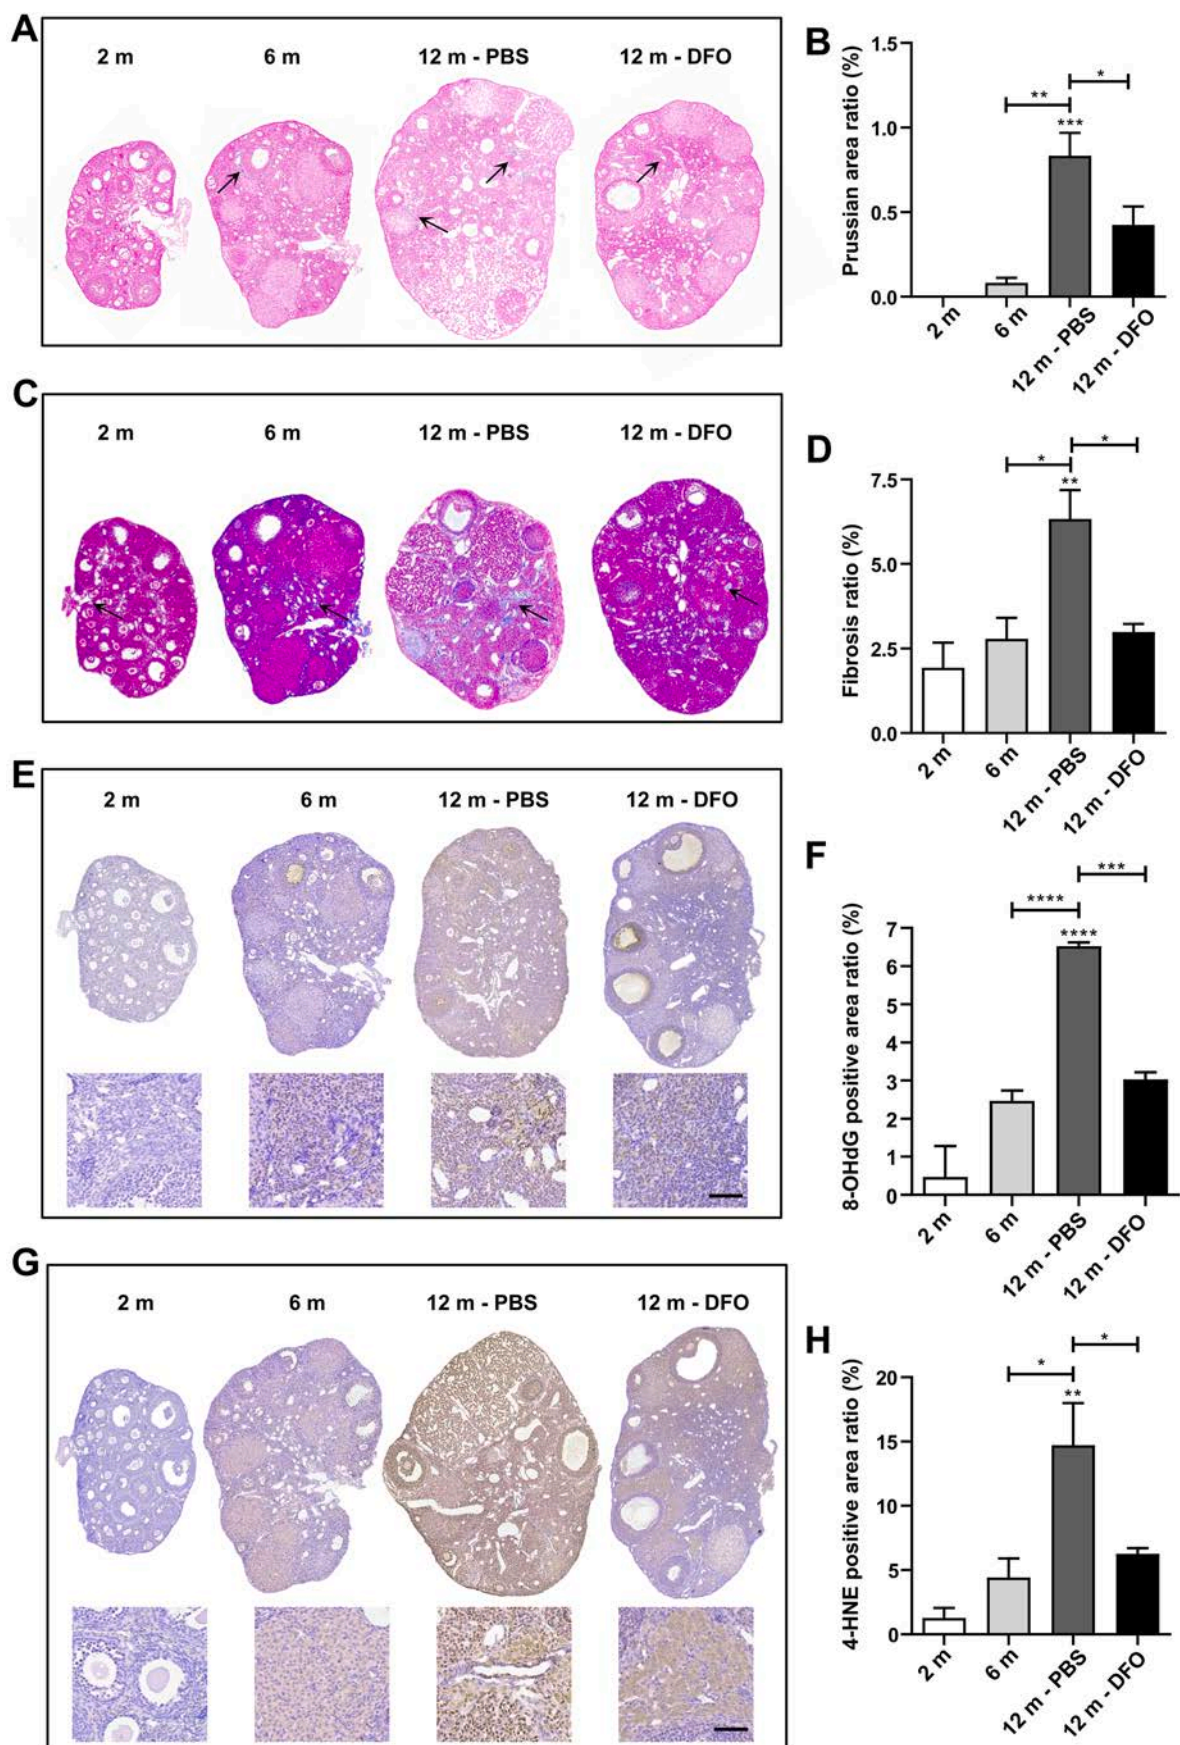 A
2 m 6 m 12 m - PBS 12 m - DFO
B
Prussian area ratio (%)
1.5
1.0
0.5
0.0
** *
***
2 m 6 m 12 m - PBS 12 m - DFO
C
2 m 6 m 12 m - PBS 12 m - DFO
D
Fibrosis ratio (%)
7.5
5.0
2.5
0.0
* *
**
2 m 6 m 12 m - PBS 12 m - DFO
E
2 m 6 m 12 m - PBS 12 m - DFO
F
8-OHdG positive area ratio (%)
7
6
5
4
3
2
1
0
**** ***
****
2 m 6 m 12 m - PBS 12 m - DFO
G
2 m 6 m 12 m - PBS 12 m - DFO
H
4-HNE positive area ratio (%)
20
15
10
5
0
* *
**
2 m 6 m 12 m - PBS 12 m - DFO